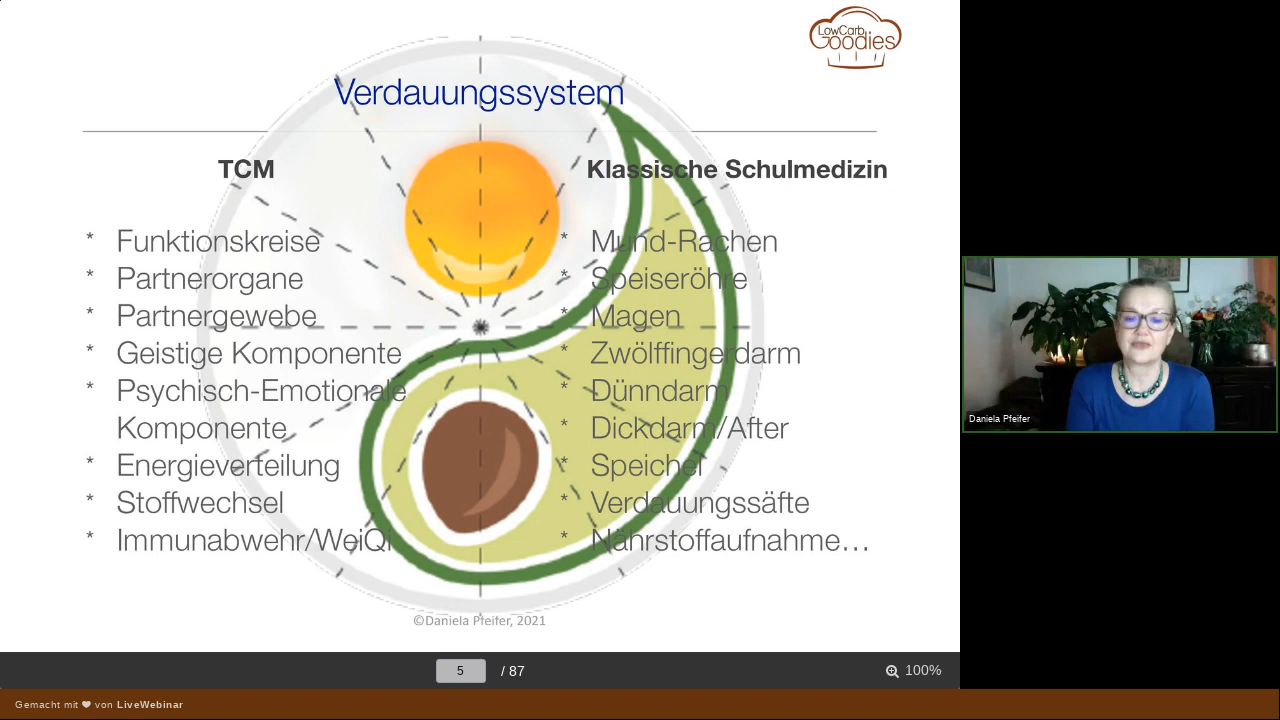 LowCarb
Goodies
Verdauungssystem
TCM
* Funktionskreise
* Partnerorgane
* Partnergewebe
* Geistige Komponente
* Psychisch-Emotionale
Komponente
* Energieverteilung
* Stoffwechsel
* Immunabwehr/WeiQi
Klassische Schulmedizin
* Mund-Rachen
* Speiseröhre
* Magen
* Zwölffingerdarm
* Dünndarm
* Dickdarm/After
* Speichel
* Verdauungssäfte
* Nährstoffaufnahme...
©Daniela Pfeifer, 2021
Daniela Pfeifer
5 / 87
100%
Gemacht mit ❤ von LiveWebinar